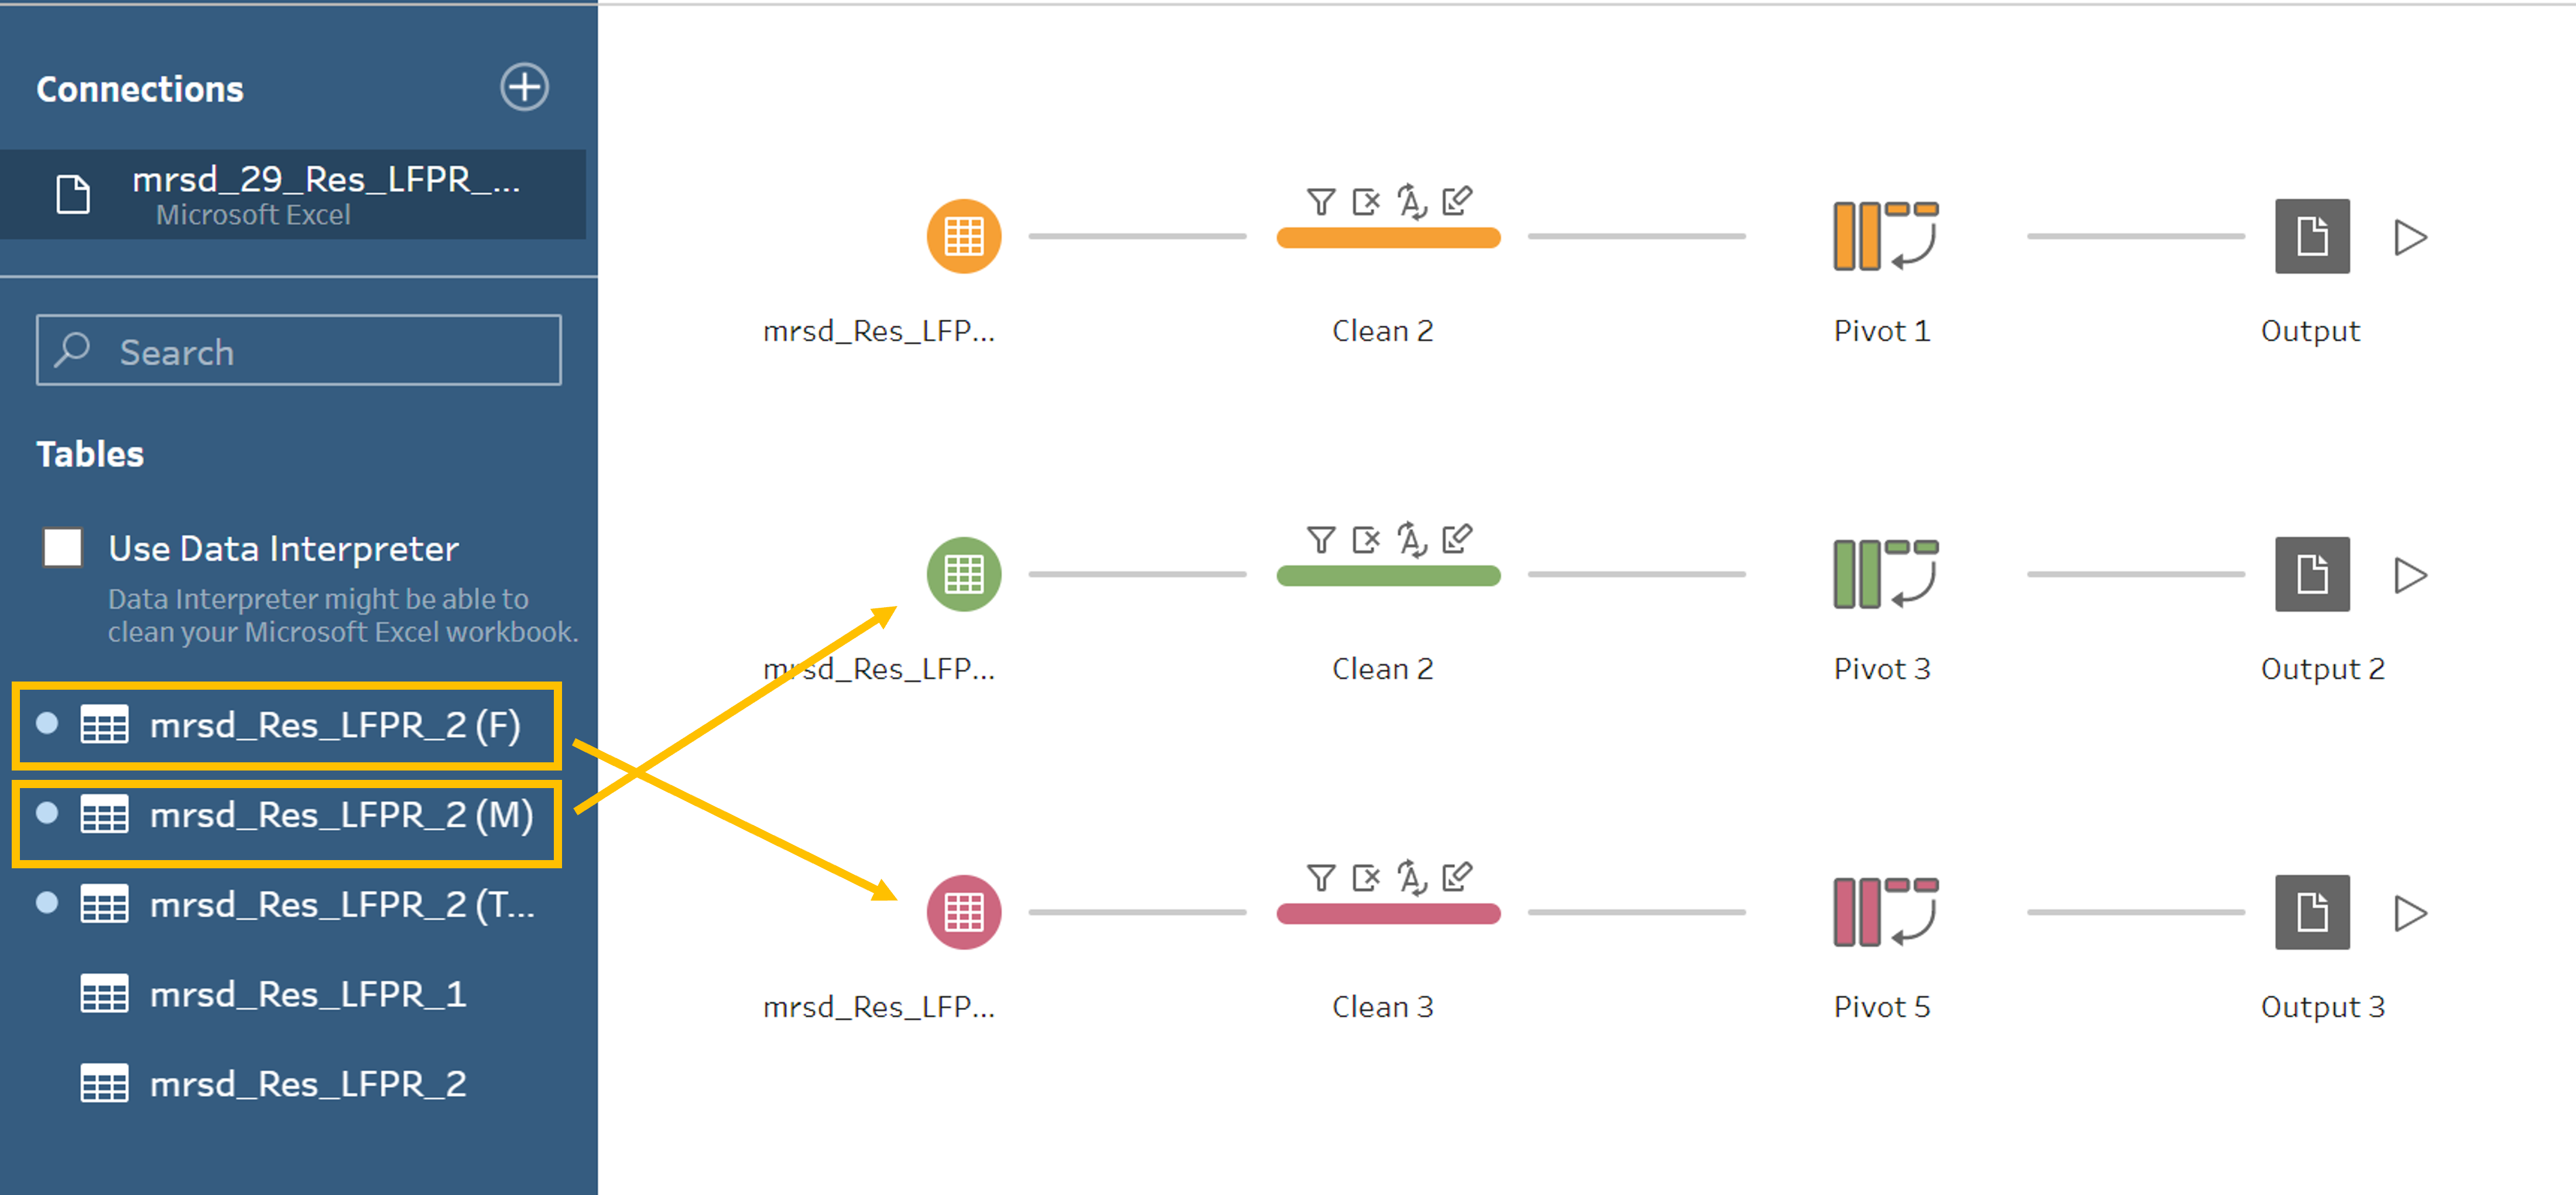 Connections
mrsd_29_Res_LFPR_...
Microsoft Excel
Search
Tables
Use Data Interpreter
Data Interpreter might be able to
clean your Microsoft Excel workbook.
mrsd_Res_LFPR_2 (F)
mrsd_Res_LFPR_2 (M)
mrsd_Res_LFPR_2 (T...
mrsd_Res_LFPR_1
mrsd_Res_LFPR_2
mrsd_Res_LFP... Clean 2 Pivot 1 Output
mrsd_Res_LFP... Clean 2 Pivot 3 Output 2
mrsd_Res_LFP... Clean 3 Pivot 5 Output 3